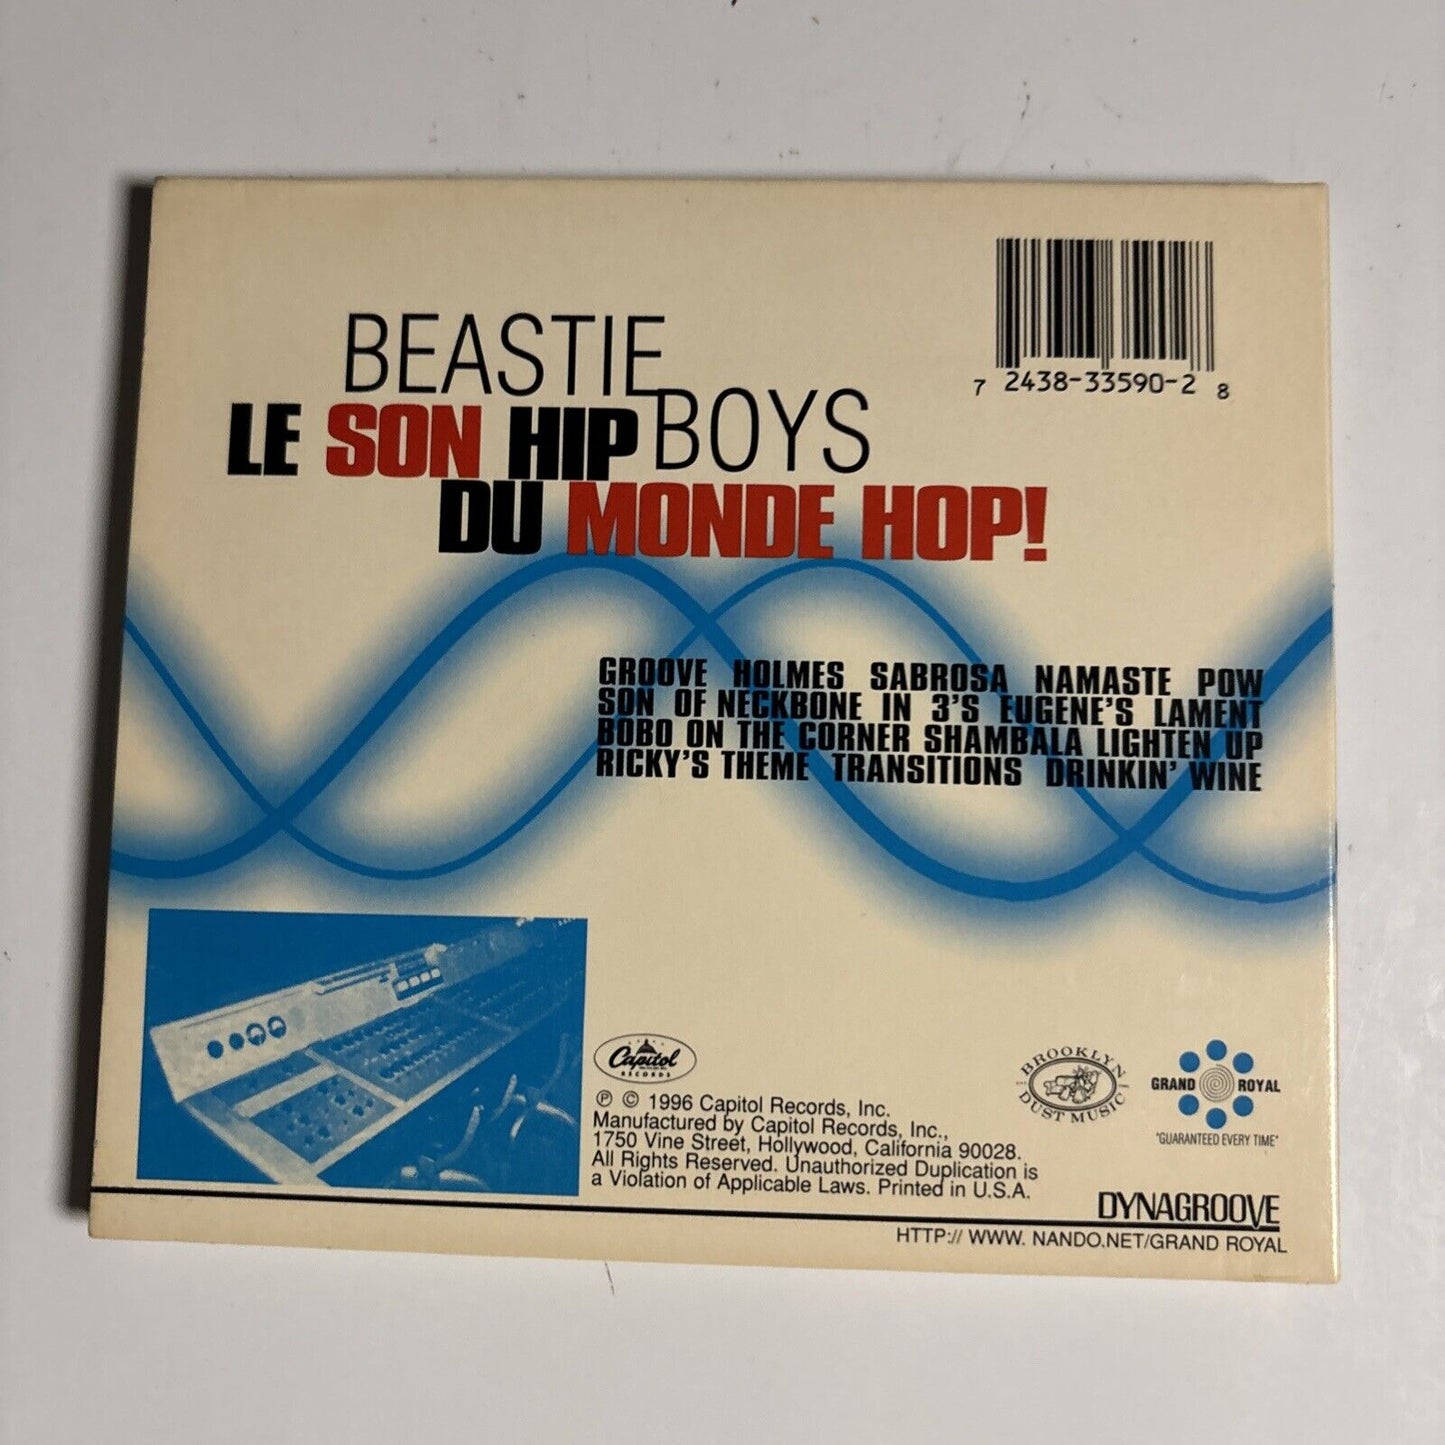 7 2438-33590-2 8
BEASTIE
BOYS
LE SON HIP
DU MONDE HOP!
GROOVE HOLMES SABROSA NAMASTE POW
SON OF NECKBONE IN 3'S EUGENE'S LAMENT
BOBO ON THE CORNER SHAMBALA LIGHTEN UP
RICKY'S THEME TRANSITIONS DRINKIN' WINE
Capitol
RECORDS
℗ © 1996 Capitol Records, Inc.
Manufactured by Capitol Records, Inc.,
1750 Vine Street, Hollywood, California 90028.
All Rights Reserved. Unauthorized Duplication is
a Violation of Applicable Laws. Printed in U.S.A.
BROOKLYN
DUST MUSIC
GRAND ROYAL
"GUARANTEED EVERY TIME"
DYNAGROOVE
HTTP:// WWW. NANDO.NET/GRAND ROYAL